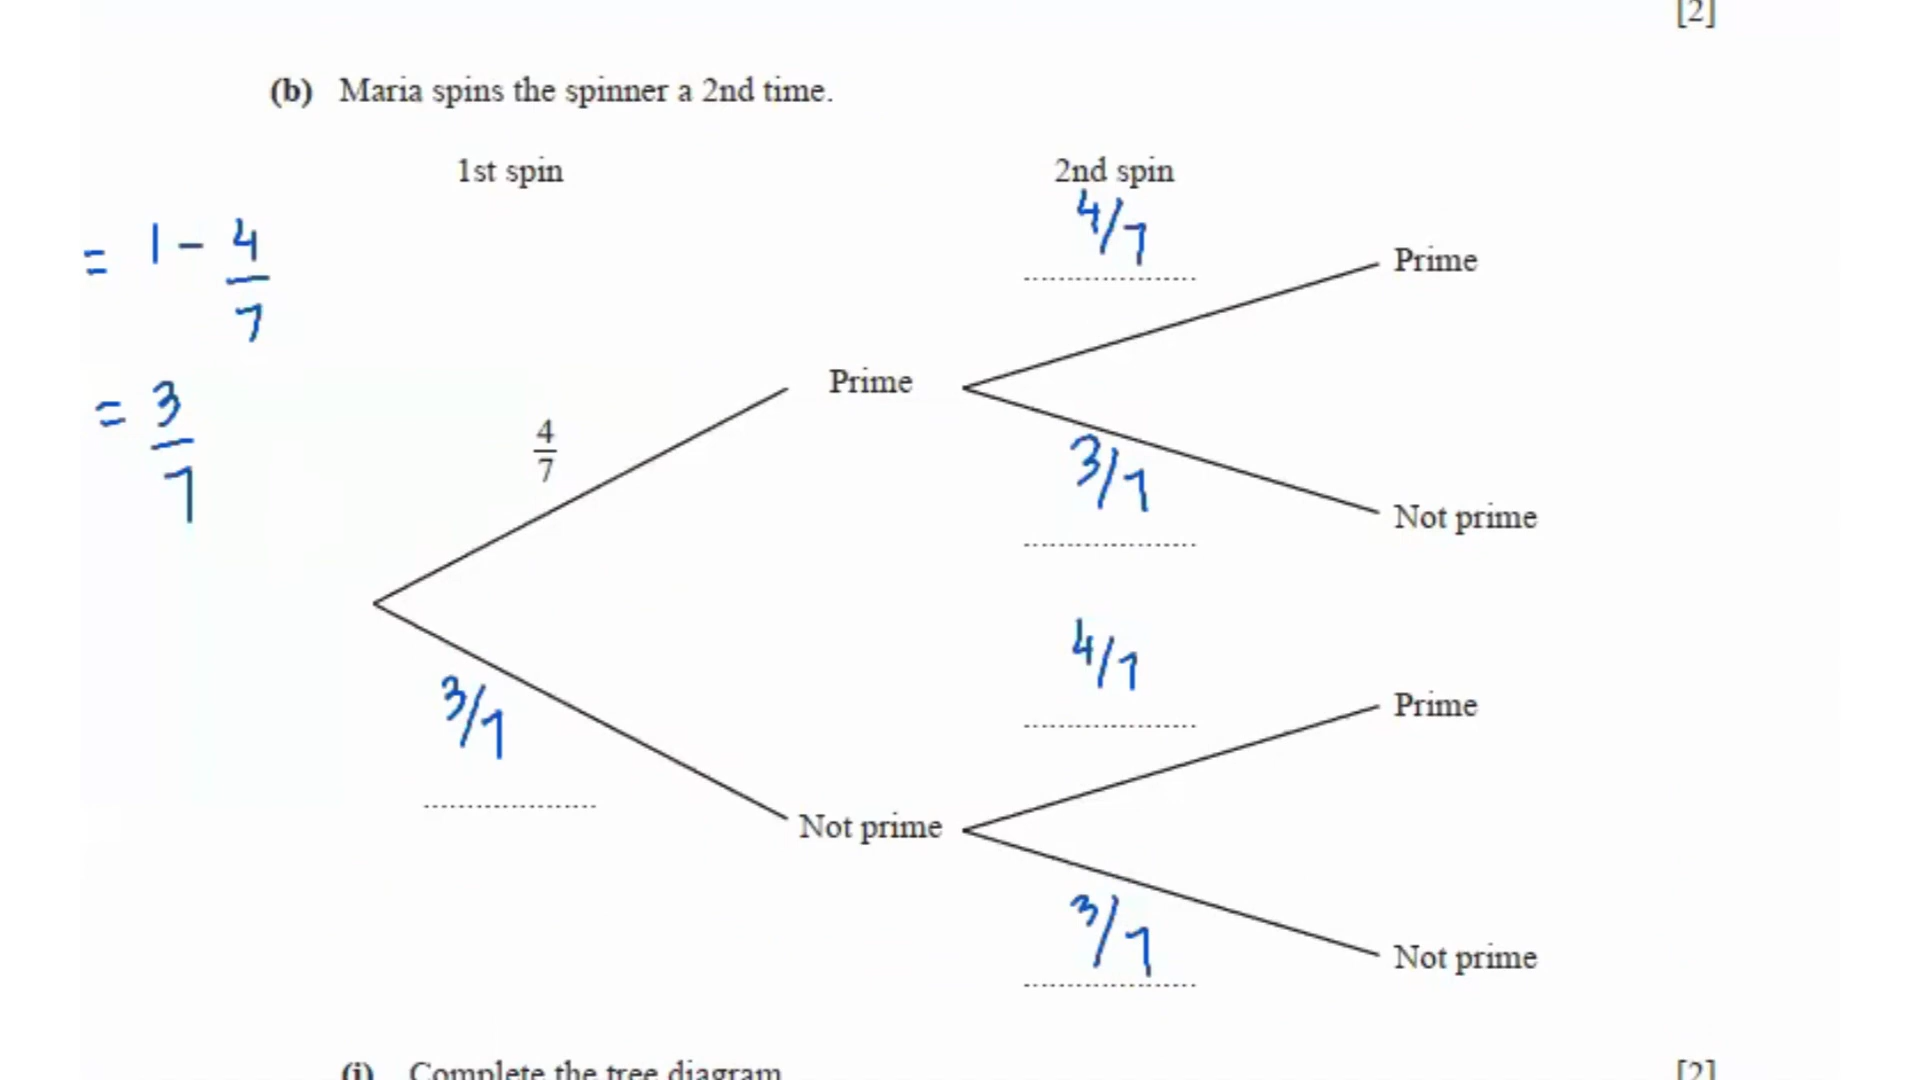 [2]
(b) Maria spins the spinner a 2nd time.
1st spin 2nd spin
= 1 - 4/7
= 3/7
4/7
Prime
4/7
Prime
3/7
Not prime
3/7
Not prime
4/7
Prime
3/7
Not prime
(i) Complete the tree diagram. [2]